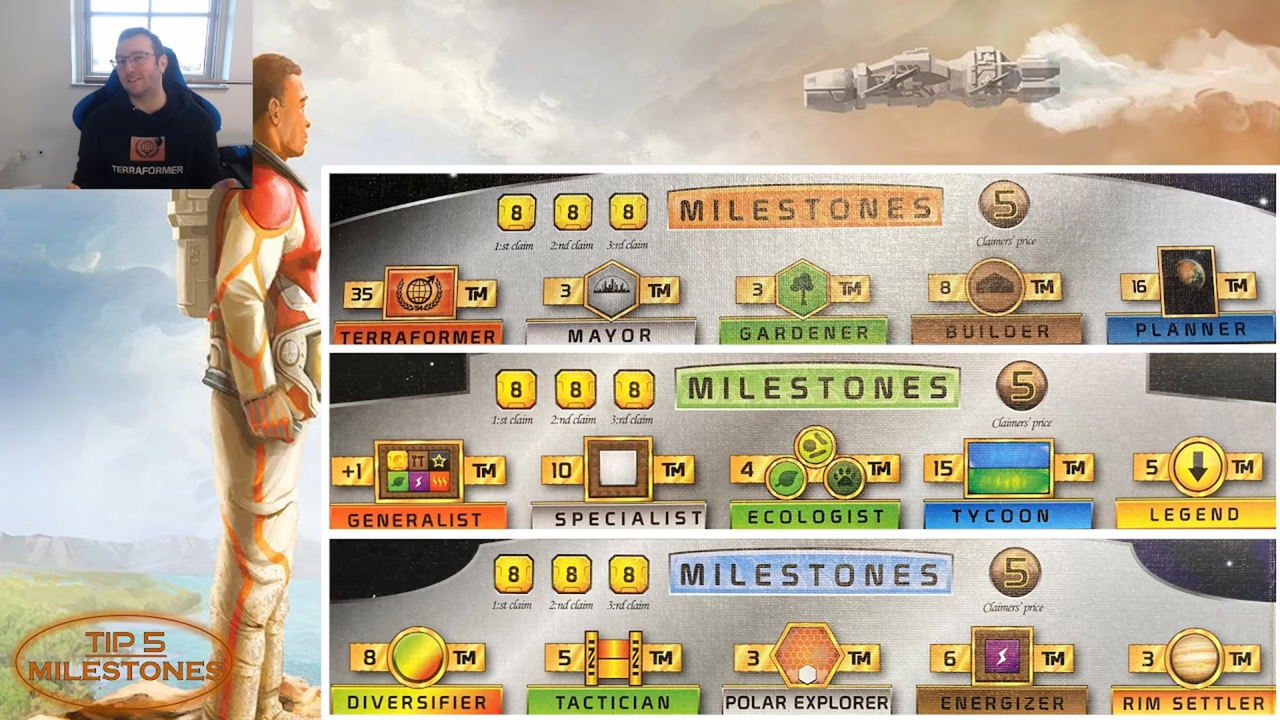 TERRAFORMER
8 8 8 MILESTONES 5
1:st claim 2:nd claim 3:rd claim Claimers' price
35 TM 3 TM 3 TM 8 TM 16 TM
TERRAFORMER MAYOR GARDENER BUILDER PLANNER
8 8 8 MILESTONES 5
1:st claim 2:nd claim 3:rd claim Claimers' price
+1 TM 10 TM 4 TM 15 TM 5 TM
GENERALIST SPECIALIST ECOLOGIST TYCOON LEGEND
8 8 8 MILESTONES 5
1:st claim 2:nd claim 3:rd claim Claimers' price
8 TM 5 TM 3 TM 6 TM 3 TM
DIVERSIFIER TACTICIAN POLAR EXPLORER ENERGIZER RIM SETTLER
TIP 5
MILESTONES